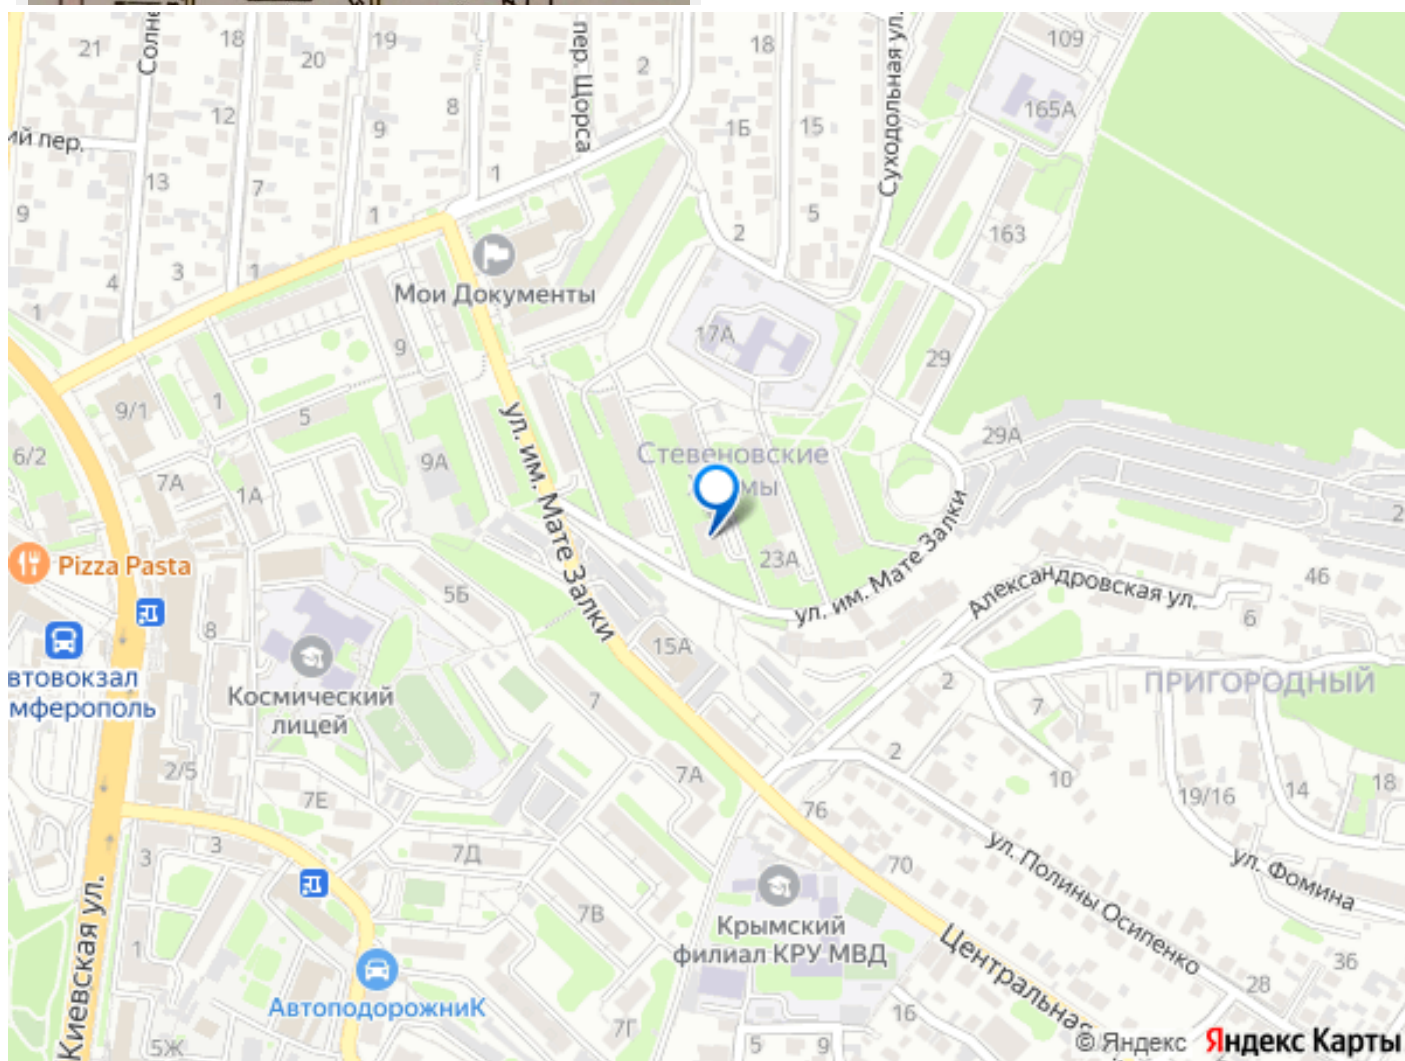 21
Солне
18
20
19
пер. Щорса
2
18
Суходольная ул.
109
165А
12
9
8
1Б
15
ий пер.
13
7
1
1
9
5
2
163
4
3
1
1
Мои Документы
17А
29
9
9/1
1
5
ул. им. Мате Залки
Стевеновские
мы
29А
6/2
7А
1А
9А
2
Pizza Pasta
5Б
23А
ул. им. Мате Залки
Александровская ул.
46
6
8
15А
втовокзал
мферополь
Космический
лицей
7
2
ПРИГОРОДНЫЙ
7
2/5
7Е
7А
2
10
19/16
14
18
76
3
3
7Д
70
ул. Полины Осипенко
ул. Фомина
7В
Крымский
филиал КРУ МВД
Центральная
1
Киевская ул.
АвтоподорожниК
28
36
16
7Г
5Ж
5
9
© Яндекс Яндекс Карты